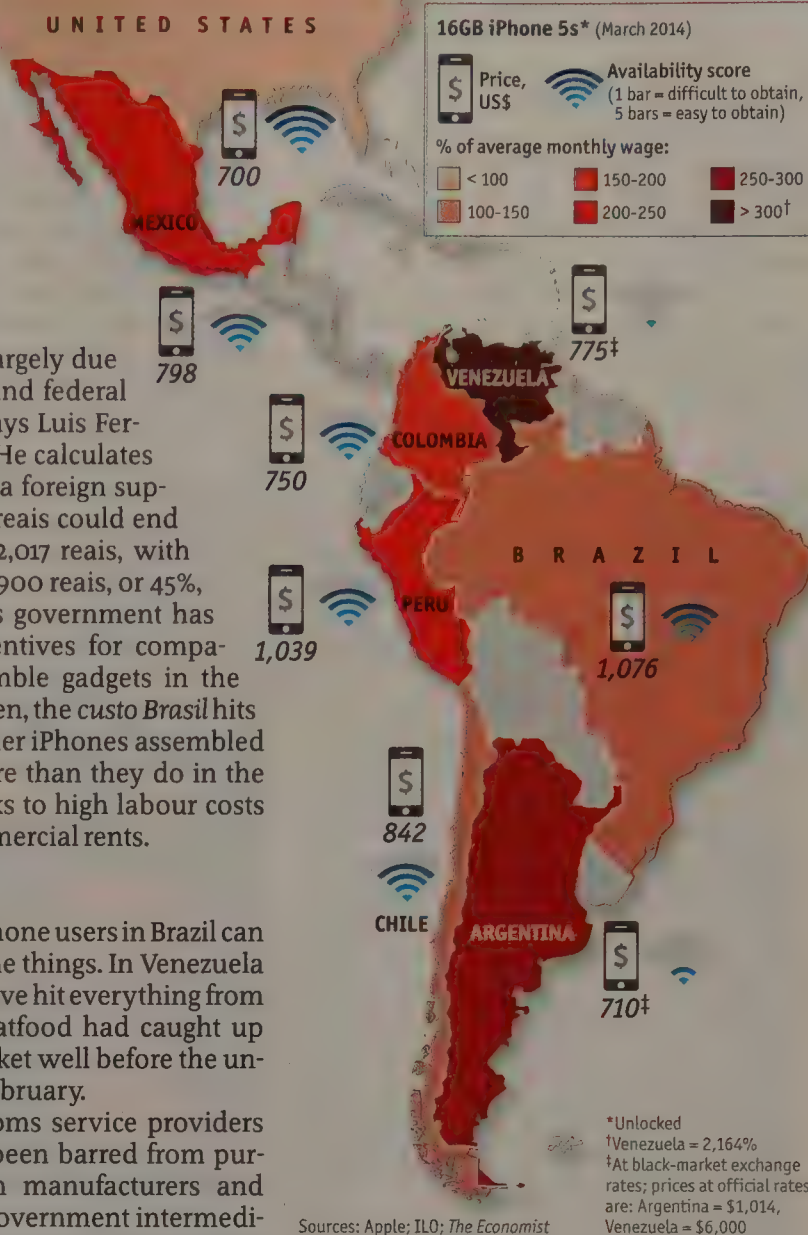 UNITED STATES
16GB iPhone 5s* (March 2014)
$
Price,
US$
Availability score
(1 bar = difficult to obtain,
5 bars = easy to obtain)
% of average monthly wage:
< 100
150-200
250-300
100-150
200-250
> 300†
$
700
MEXICO
$
798
$
775‡
VENEZUELA
$
750
COLOMBIA
$
1,039
PERU
BRAZIL
$
1,076
$
842
CHILE
ARGENTINA
$
710‡
argely due
nd federal
ys Luis Fer-
He calculates
a foreign sup-
reais could end
2,017 reais, with
900 reais, or 45%,
s government has
entives for compa-
mble gadgets in the
en, the custo Brasil hits
er iPhones assembled
re than they do in the
ks to high labour costs
mercial rents.
hone users in Brazil can
e things. In Venezuela
ve hit everything from
atfood had caught up
ket well before the un-
bruary.
oms service providers
been barred from pur-
n manufacturers and
overnment intermedi-
*Unlocked
†Venezuela = 2,164%
‡At black-market exchange
rates; prices at official rates
are: Argentina = $1,014,
Venezuela = $6,000
Sources: Apple; ILO; The Economist